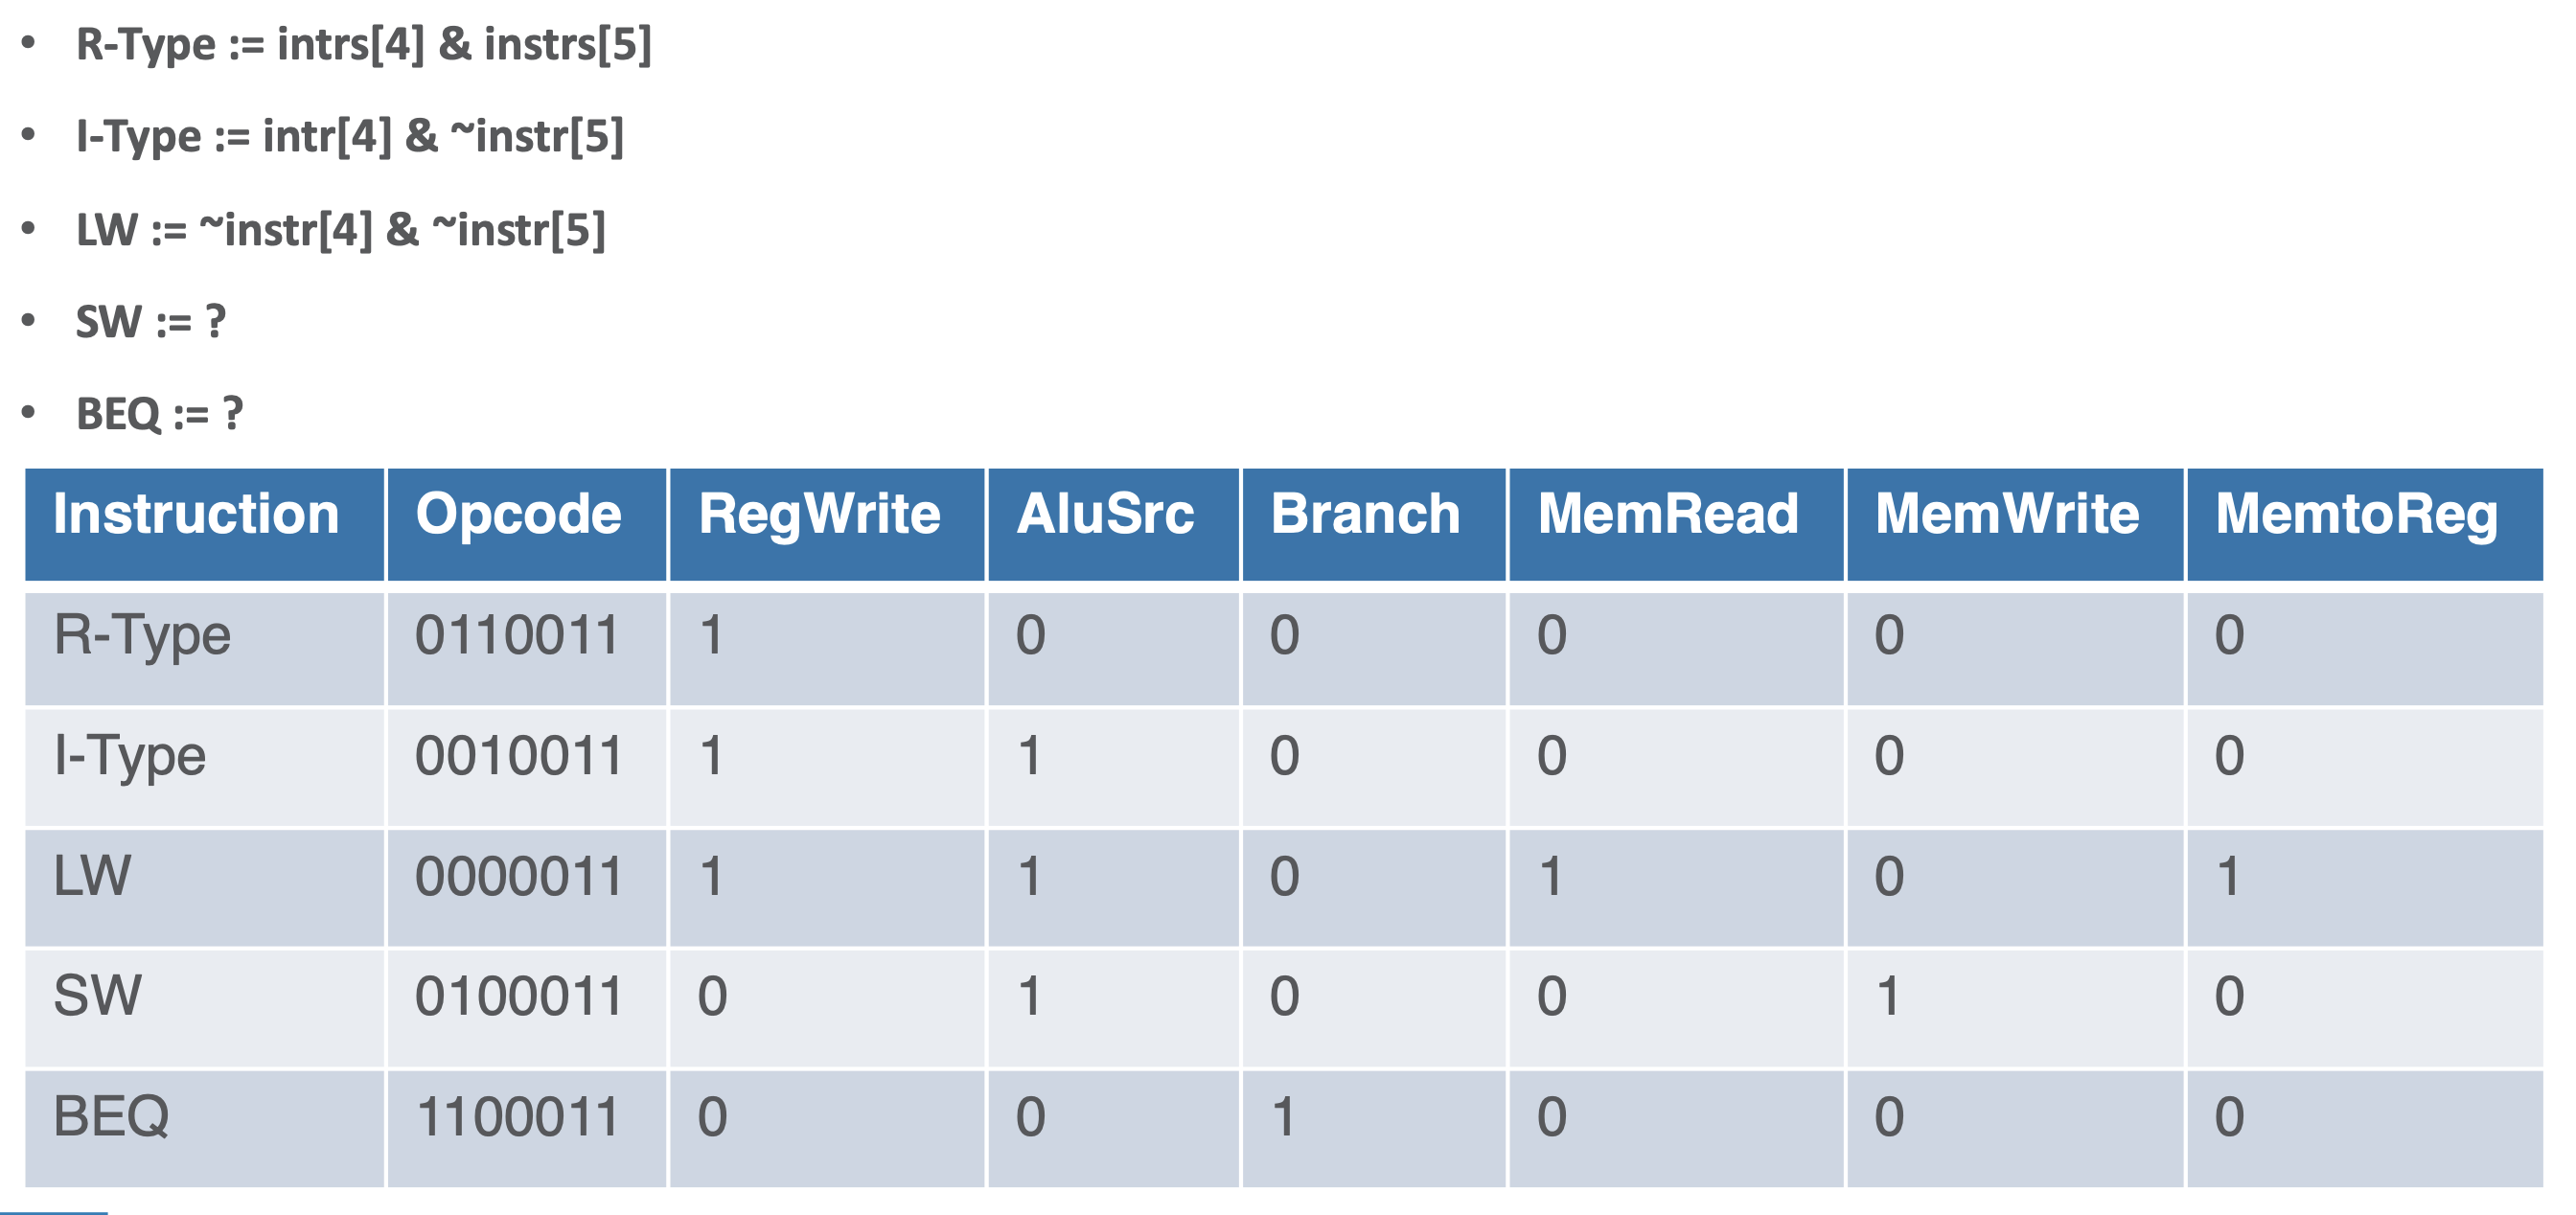 • R-Type := intrs[4] & instrs[5]
• I-Type := intr[4] & ~instr[5]
• LW := ~instr[4] & ~instr[5]
• SW := ?
• BEQ := ?
Instruction Opcode RegWrite AluSrc Branch MemRead MemWrite MemtoReg
R-Type 0110011 1 0 0 0 0 0
I-Type 0010011 1 1 0 0 0 0
LW 0000011 1 1 0 1 0 1
SW 0100011 0 1 0 0 1 0
BEQ 1100011 0 0 1 0 0 0